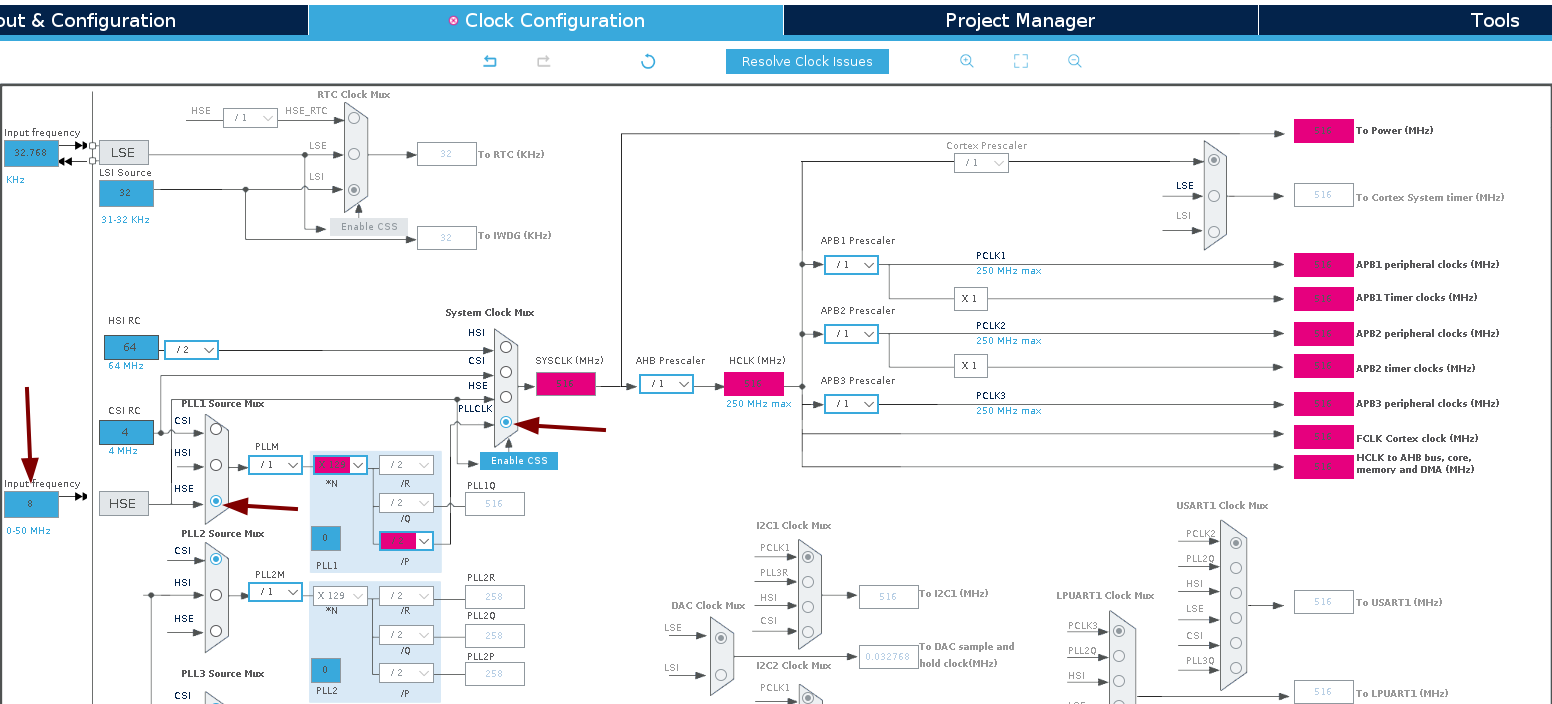 out & Configuration
Clock Configuration
Project Manager
Tools
Resolve Clock Issues
RTC Clock Mux
HSE
/ 1
HSE_RTC
Input frequency
32.768
KHz
LSE
LSE
32
To RTC (KHz)
LSI Source
32
31-32 KHz
LSI
Enable CSS
32
To IWDG (KHz)
To Power (MHz)
Cortex Prescaler
/ 1
LSE
LSI
516
To Cortex System timer (MHz)
APB1 Prescaler
/ 1
PCLK1
250 MHz max
APB1 peripheral clocks (MHz)
X 1
APB1 Timer clocks (MHz)
APB2 Prescaler
/ 1
PCLK2
250 MHz max
APB2 peripheral clocks (MHz)
X 1
APB2 timer clocks (MHz)
APB3 Prescaler
/ 1
PCLK3
250 MHz max
APB3 peripheral clocks (MHz)
FCLK Cortex clock (MHz)
HCLK to AHB bus, core,
memory and DMA (MHz)
System Clock Mux
HSI RC
64
64 MHz
/ 2
HSI
CSI
HSE
PLLCLK
SYSCLK (MHz)
AHB Prescaler
/ 1
HCLK (MHz)
250 MHz max
Enable CSS
CSI RC
4
4 MHz
PLL1 Source Mux
CSI
HSI
HSE
PLLM
/ 1
*N
/ 2
/R
/ 2
/Q
/P
0
PLL1
PLL1Q
516
Input frequency
8
0-50 MHz
HSE
PLL2 Source Mux
CSI
HSI
HSE
PLL2M
/ 1
X 129
*N
/ 2
/R
/ 2
/Q
/ 2
/P
0
PLL2
PLL2R
258
PLL2Q
258
PLL2P
258
PLL3 Source Mux
CSI
DAC Clock Mux
LSE
LSI
0.032768
To DAC sample and
hold clock(MHz)
I2C1 Clock Mux
PCLK1
PLL3R
HSI
CSI
516
To I2C1 (MHz)
I2C2 Clock Mux
PCLK1
LPUART1 Clock Mux
PCLK3
PLL2Q
HSI
516
To LPUART1 (MHz)
USART1 Clock Mux
PCLK2
PLL2Q
HSI
LSE
CSI
PLL3Q
516
To USART1 (MHz)